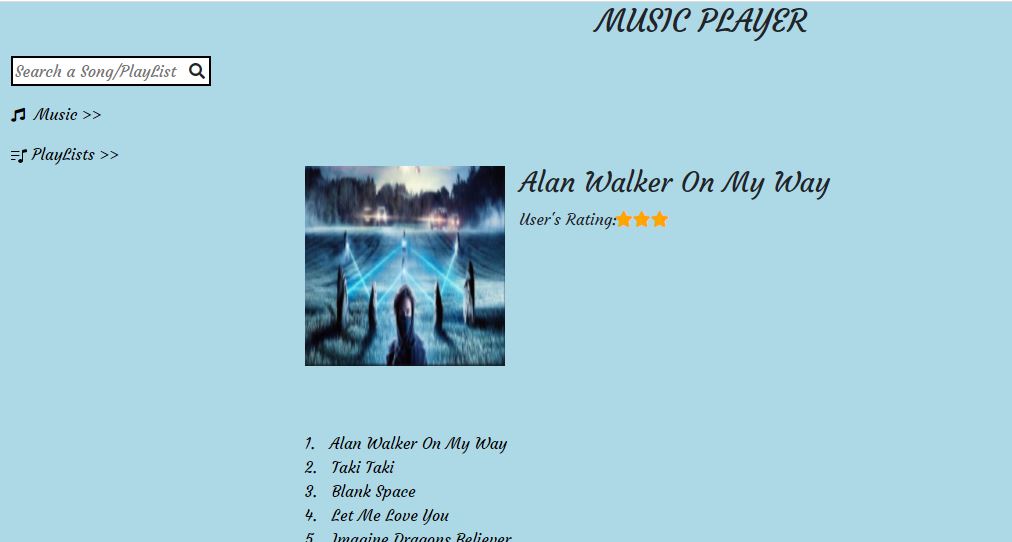 MUSIC PLAYER
Search a Song/PlayList
Music >>
PlayLists >>
Alan Walker On My Way
User's Rating:
1. Alan Walker On My Way
2. Taki Taki
3. Blank Space
4. Let Me Love You
5. Imagine Dragons Believer